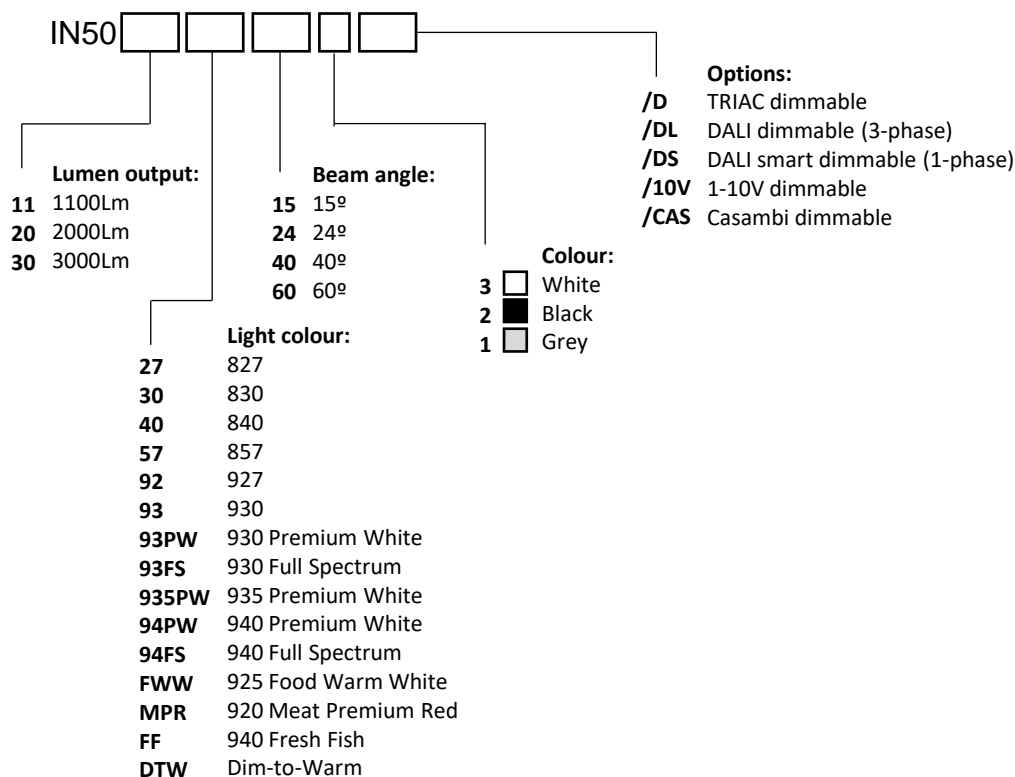 IN50
Options:
/D TRIAC dimmable
/DL DALI dimmable (3-phase)
/DS DALI smart dimmable (1-phase)
/10V 1-10V dimmable
/CAS Casambi dimmable
Lumen output:
11 1100Lm
20 2000Lm
30 3000Lm
Beam angle:
15 15º
24 24º
40 40º
60 60º
Colour:
3 White
2 Black
1 Grey
Light colour:
27 827
30 830
40 840
57 857
92 927
93 930
93PW 930 Premium White
93FS 930 Full Spectrum
935PW 935 Premium White
94PW 940 Premium White
94FS 940 Full Spectrum
FWW 925 Food Warm White
MPR 920 Meat Premium Red
FF 940 Fresh Fish
DTW Dim-to-Warm